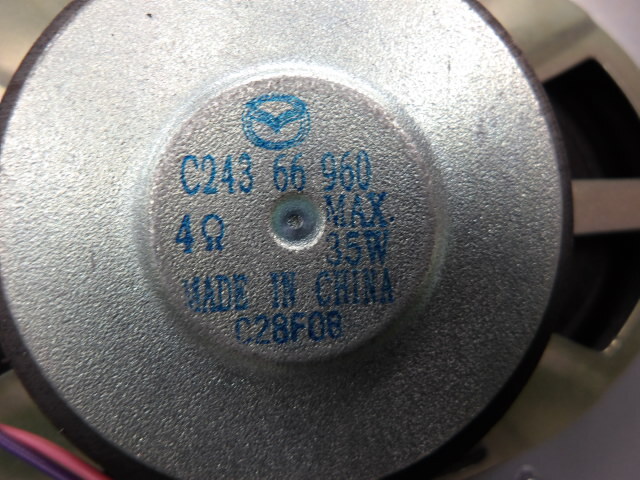 C243 66 960
4Ω MAX.
35W
MADE IN CHINA
C28F08